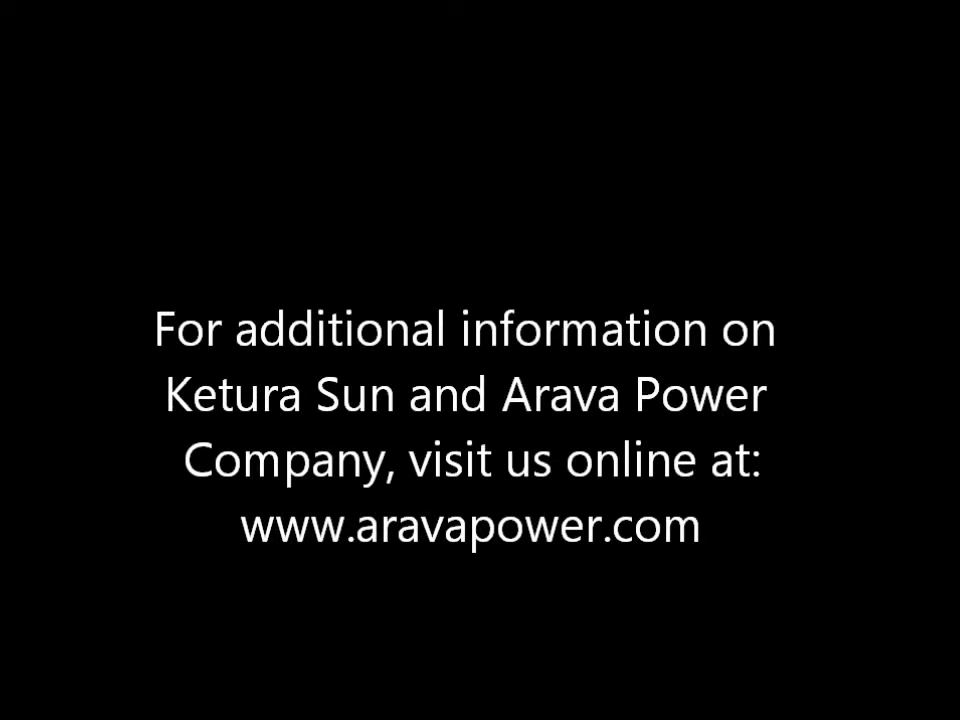 For additional information on
Ketura Sun and Arava Power
Company, visit us online at:
www.aravapower.com